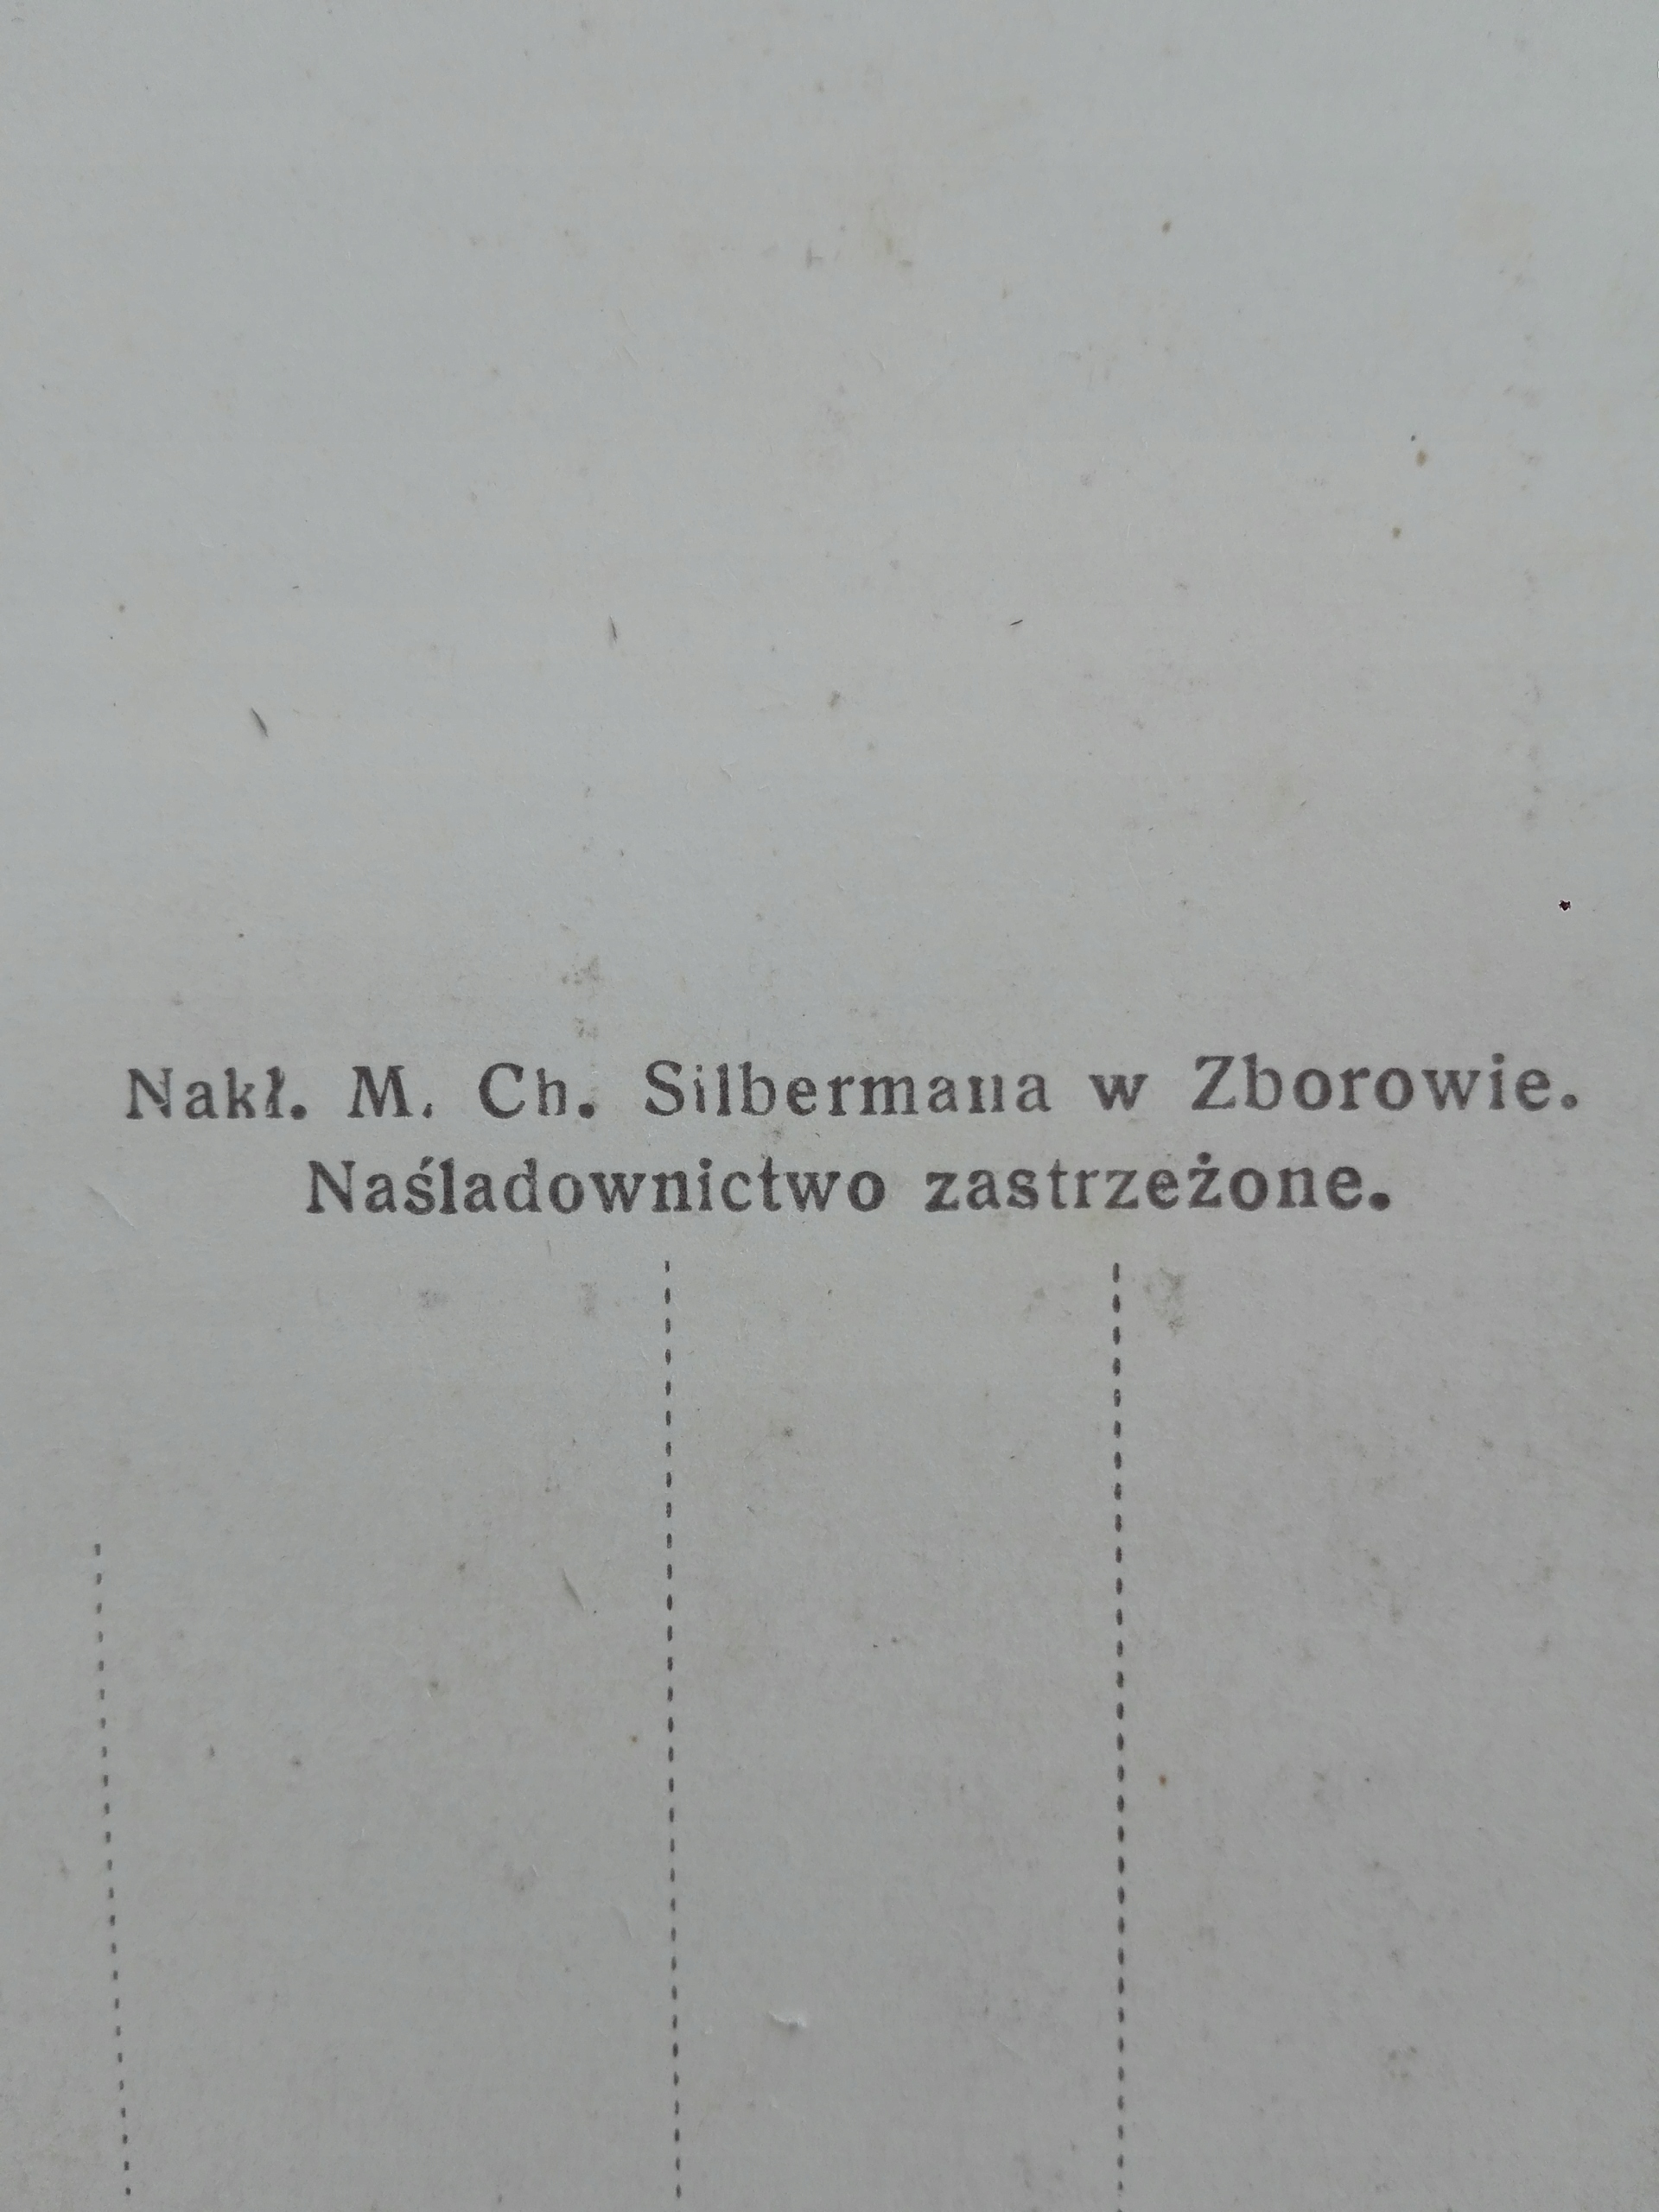 Nakł. M. Ch. Silbermana w Zborowie.
Naśladownictwo zastrzeżone.